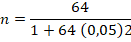 n = 64 / 1 + 64 (0,05)2